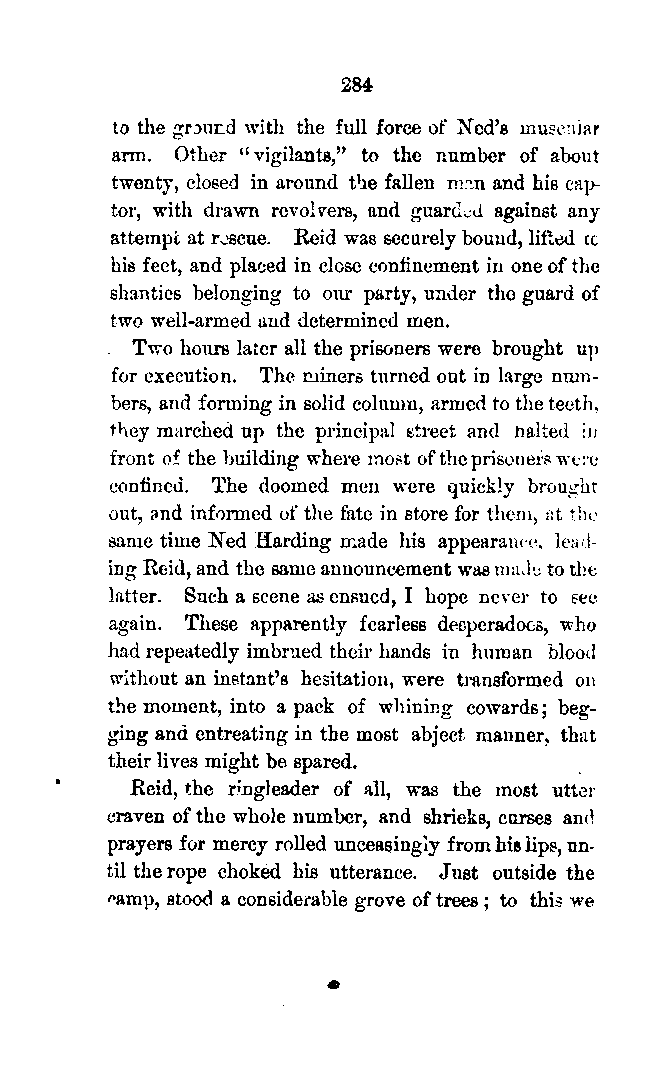 284
to the ground with the full force of Ned's muscular
arm. Other "vigilants," to the number of about
twenty, closed in around the fallen man and his cap-
tor, with drawn revolvers, and guarded against any
attempt at rescue. Reid was securely bound, lifted to
his feet, and placed in close confinement in one of the
shanties belonging to our party, under the guard of
two well-armed and determined men.
Two hours later all the prisoners were brought up
for execution. The miners turned out in large num-
bers, and forming in solid column, armed to the teeth,
they marched up the principal street and halted in
front of the building where most of the prisoners were
confined. The doomed men were quickly brought
out, and informed of the fate in store for them, at the
same time Ned Harding made his appearance, lead-
ing Reid, and the same announcement was made to the
latter. Such a scene as ensued, I hope never to see
again. These apparently fearless desperadoes, who
had repeatedly imbrued their hands in human blood
without an instant's hesitation, were transformed on
the moment, into a pack of whining cowards; beg-
ging and entreating in the most abject manner, that
their lives might be spared.
Reid, the ringleader of all, was the most utter
craven of the whole number, and shrieks, curses and
prayers for mercy rolled unceasingly from his lips, un-
til the rope choked his utterance. Just outside the
camp, stood a considerable grove of trees; to this we